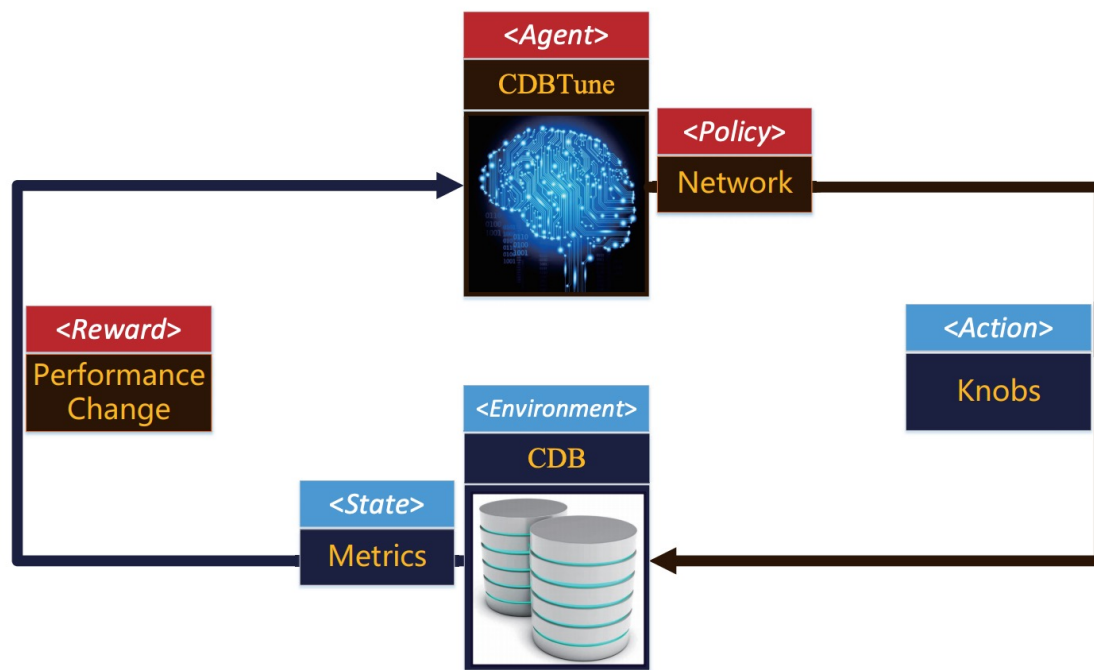 <Agent>
CDBTune
<Policy>
Network
<Reward>
Performance
Change
<Action>
Knobs
<Environment>
CDB
<State>
Metrics